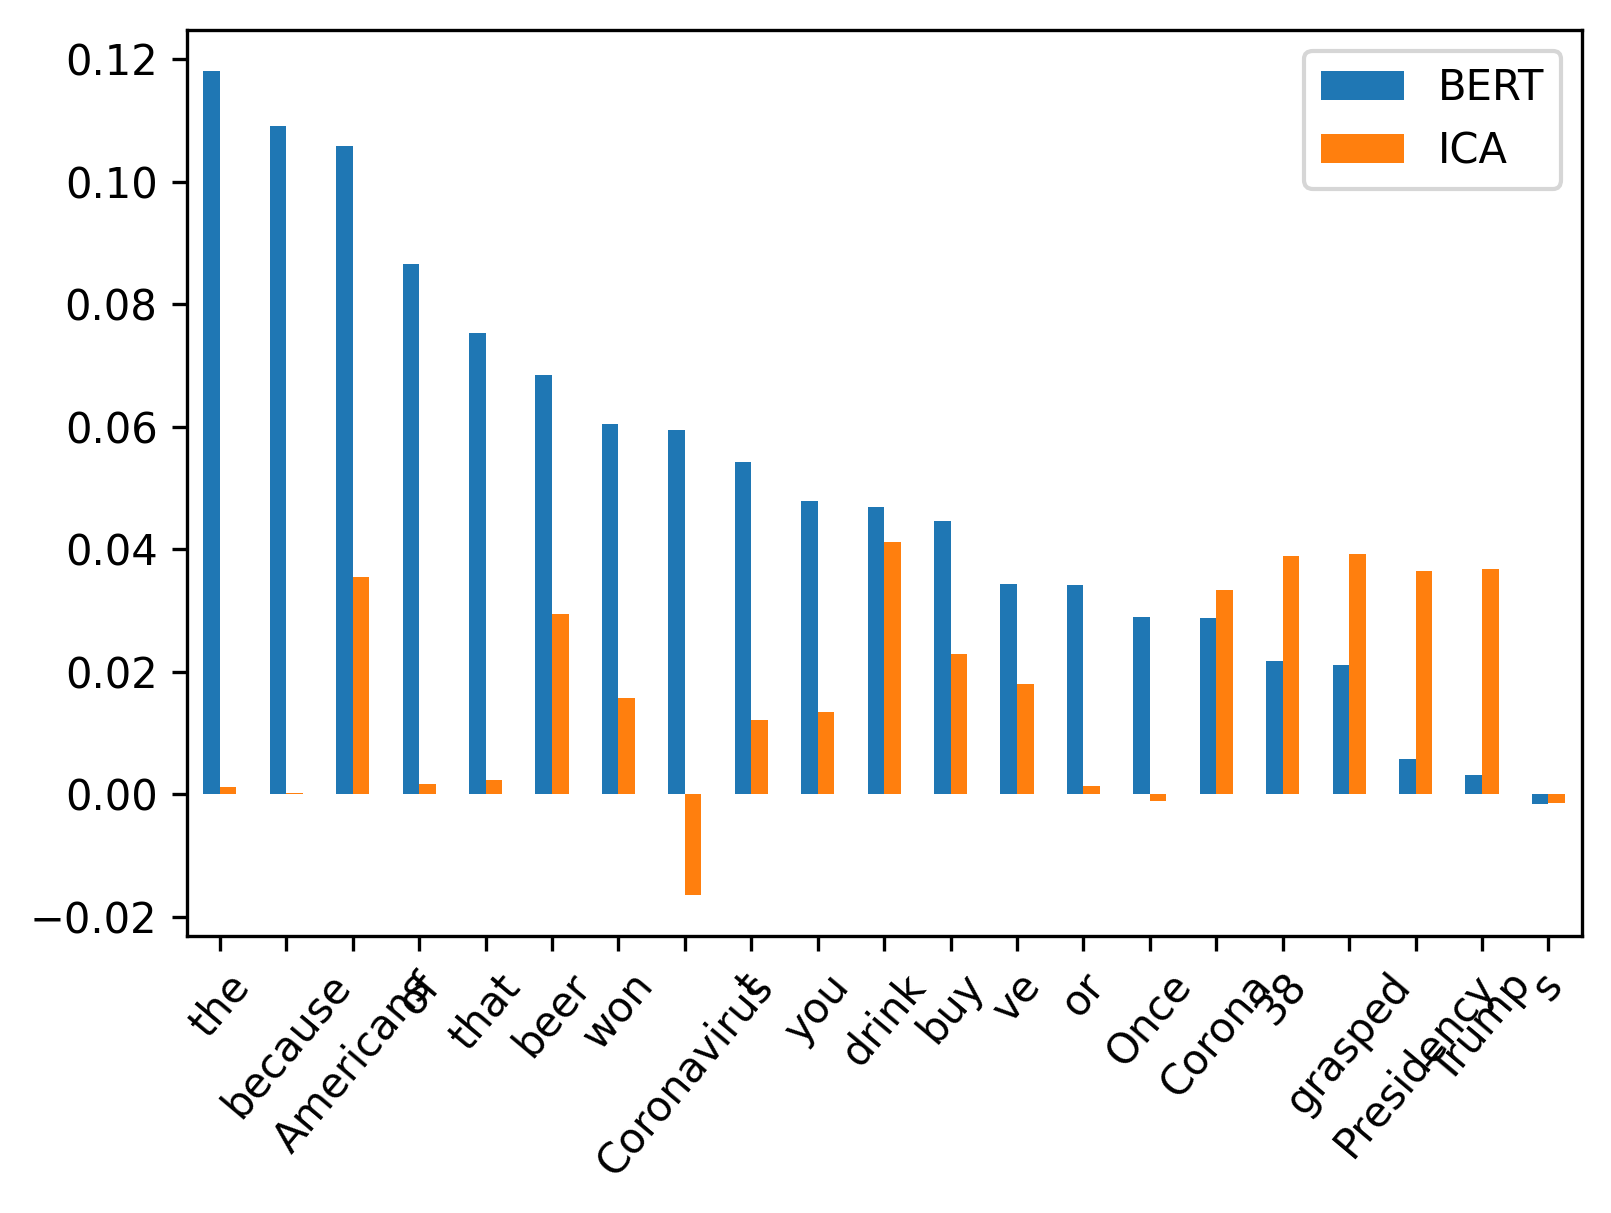 0.12
0.10
0.08
0.06
0.04
0.02
0.00
−0.02
BERT
ICA
the
because
Americans
of
that
beer
won
Coronavirus
t
you
drink
buy
ve
or
Once
Corona
38
grasped
Presidency
Trump
s